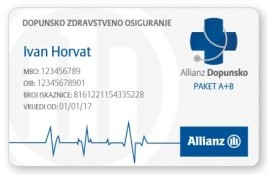 DOPUNSKO ZDRAVSTVENO OSIGURANJE
Ivan Horvat
MBO: 123456789
OIB: 12345678901
BROJ ISKAZNICE: 8161221154335228
VRIJEDI OD: 01/01/17
Allianz Dopunsko
PAKET A+B
Allianz